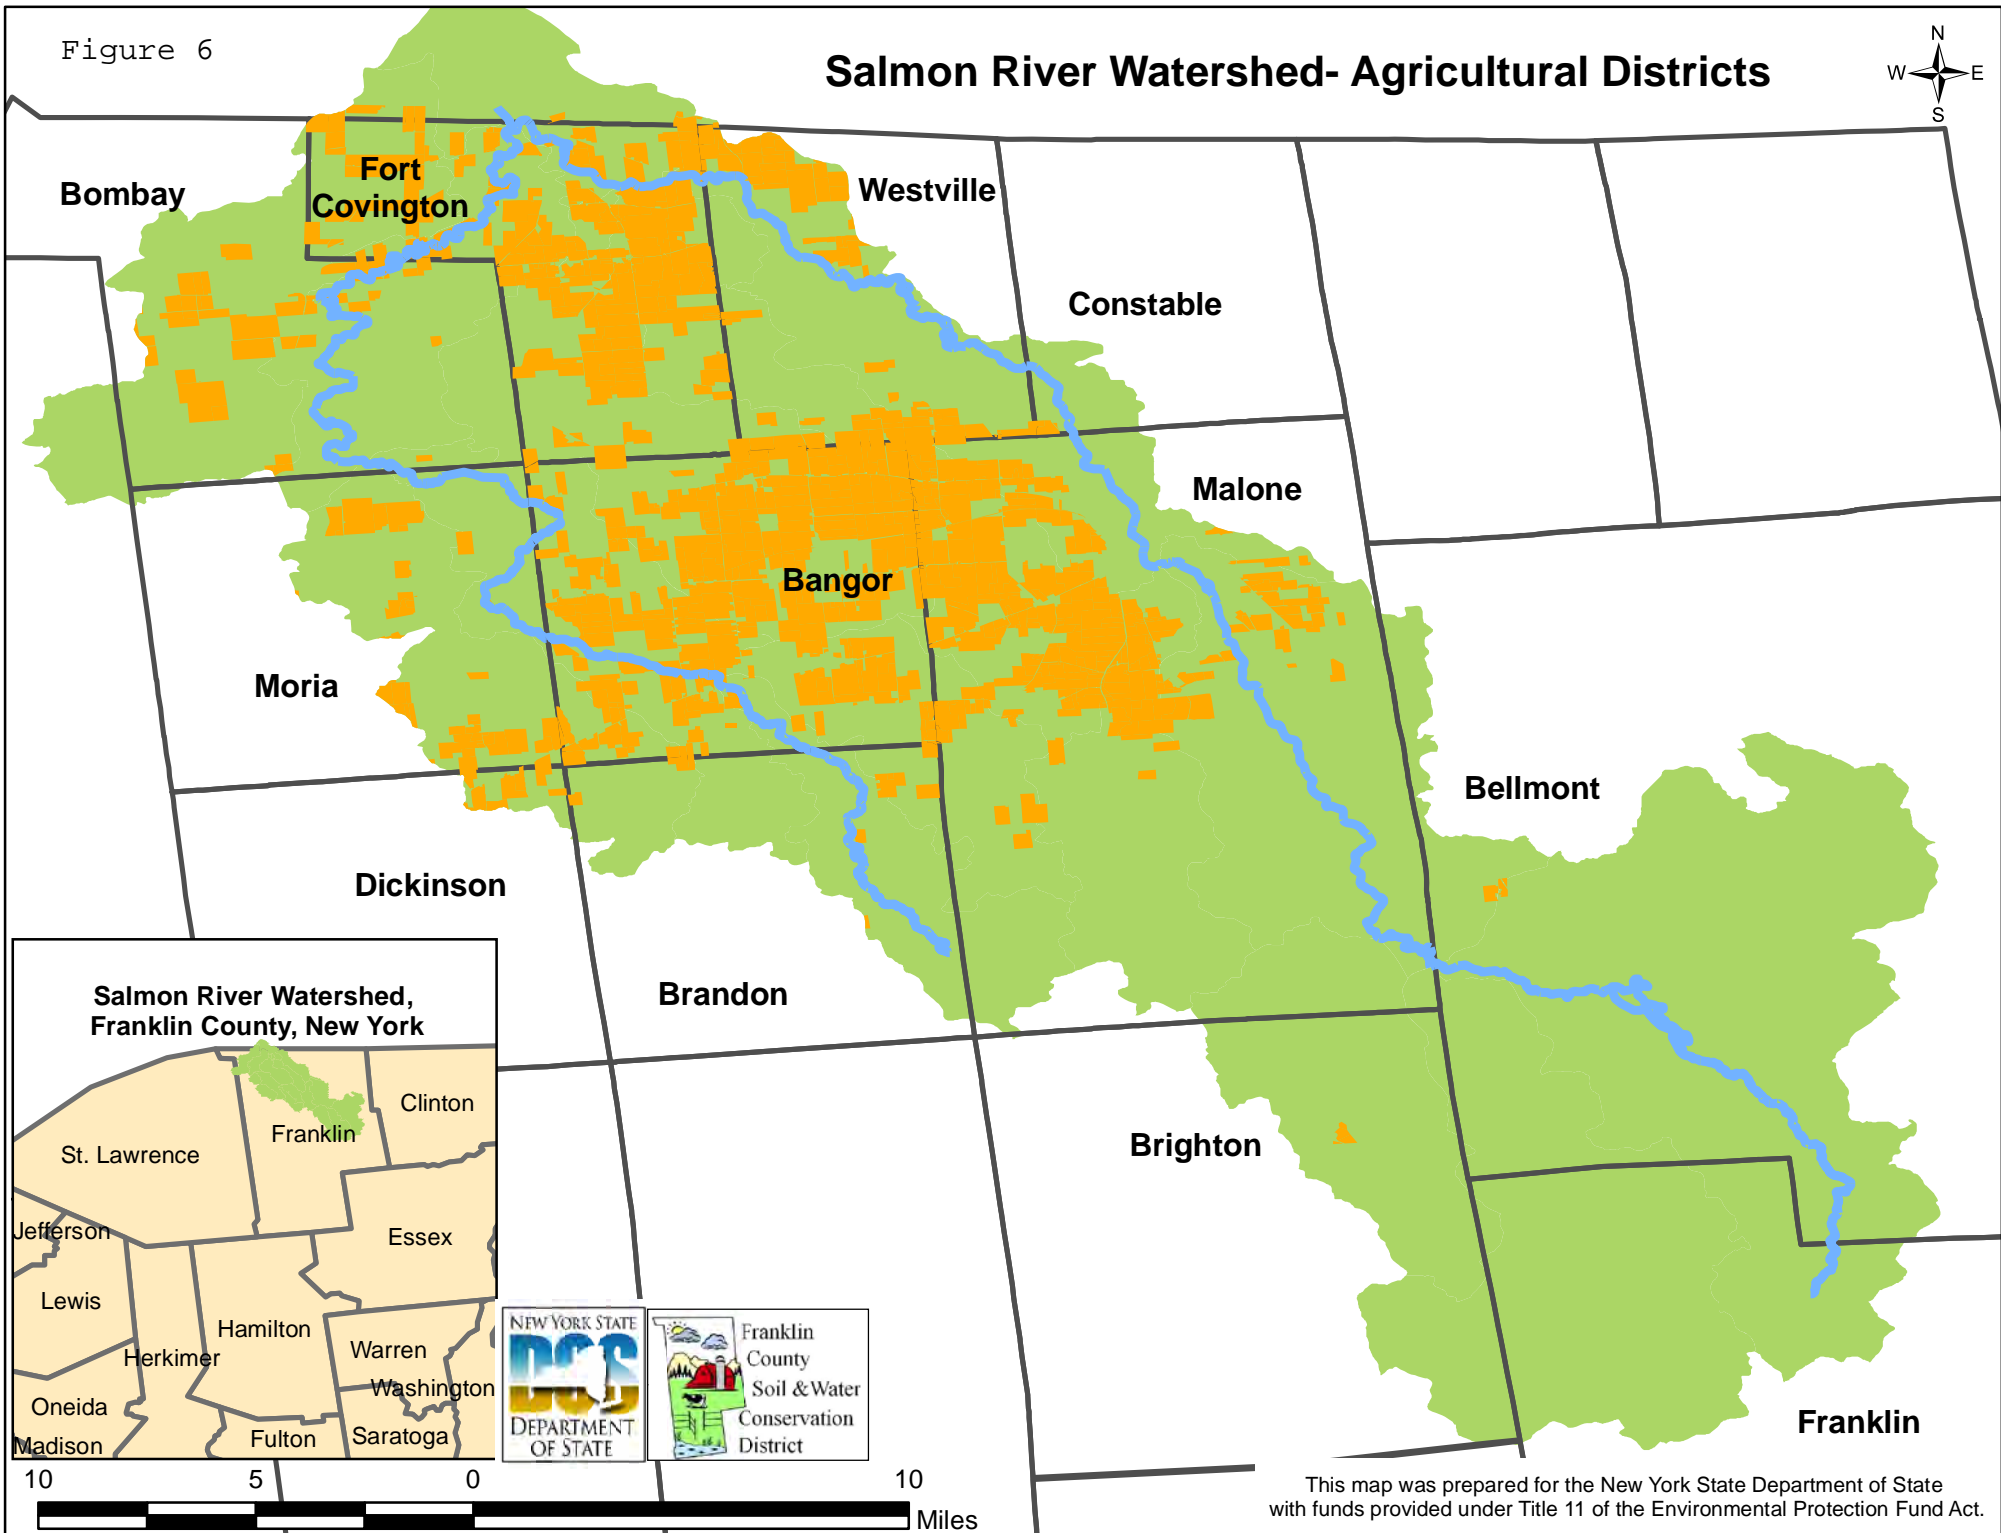 Figure 6
Salmon River Watershed- Agricultural Districts
N
W
E
S
Bombay
Fort
Covington
Westville
Constable
Malone
Bangor
Moria
Bellmont
Dickinson
Brandon
Brighton
Franklin
Salmon River Watershed,
Franklin County, New York
Clinton
Franklin
St. Lawrence
Jefferson
Essex
Lewis
Hamilton
Herkimer
Warren
Washington
Oneida
Madison
Fulton
Saratoga
NEW YORK STATE
DOS
DEPARTMENT
OF STATE
Franklin
County
Soil & Water
Conservation
District
10 5 0 10
Miles
This map was prepared for the New York State Department of State
with funds provided under Title 11 of the Environmental Protection Fund Act.